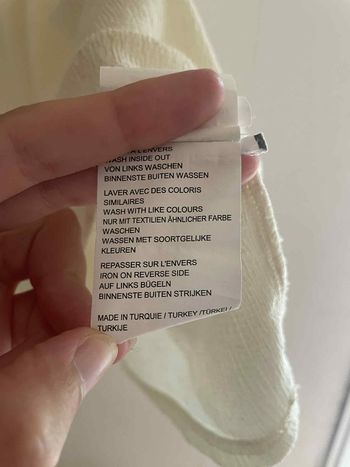 A L'ENVERS
WASH INSIDE OUT
VON LINKS WASCHEN
BINNENSTE BUITEN WASSEN
LAVER AVEC DES COLORIS
SIMILAIRES
WASH WITH LIKE COLOURS
NUR MIT TEXTILIEN ÄHNLICHER FARBE
WASCHEN
WASSEN MET SOORTGELIJKE
KLEUREN
REPASSER SUR L'ENVERS
IRON ON REVERSE SIDE
AUF LINKS BÜGELN
BINNENSTE BUITEN STRIJKEN
MADE IN TURQUIE / TURKEY /TÜRKEI /
TURKIJE